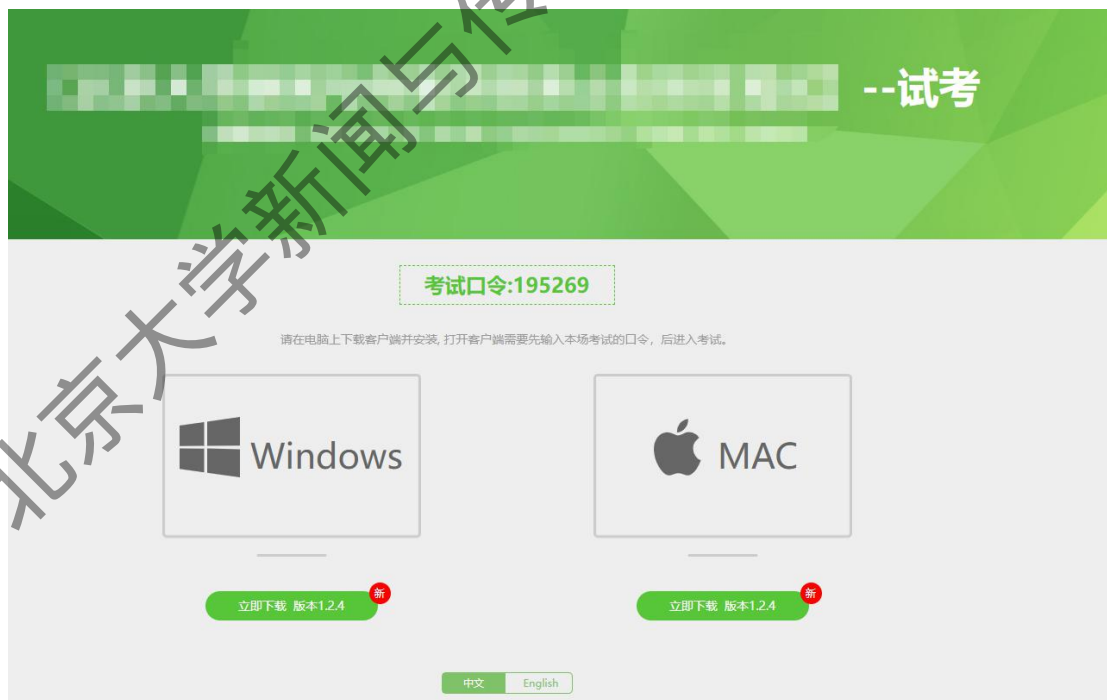 --试考
考试口令:195269
请在电脑上下载客户端并安装, 打开客户端需要先输入本场考试的口令，后进入考试。
Windows
MAC
立即下载 版本1.2.4
新
立即下载 版本1.2.4
新
中文
English
北京大学新闻与传